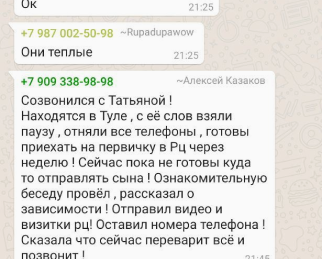 Ок
21:25
+7 987 002-50-98 ~Rupadupawow
Они теплые
21:25
+7 909 338-98-98
~Алексей Казаков
Созвонился с Татьяной !
Находятся в Туле , с её слов взяли
паузу , отняли все телефоны , готовы
приехать на первичку в Рц через
неделю ! Сейчас пока не готовы куда
то отправлять сына ! Ознакомительную
беседу провёл , рассказал о
зависимости ! Отправил видео и
визитки рц! Оставил номера телефона !
Сказала что сейчас переварит всё и
позвонит !
21:45